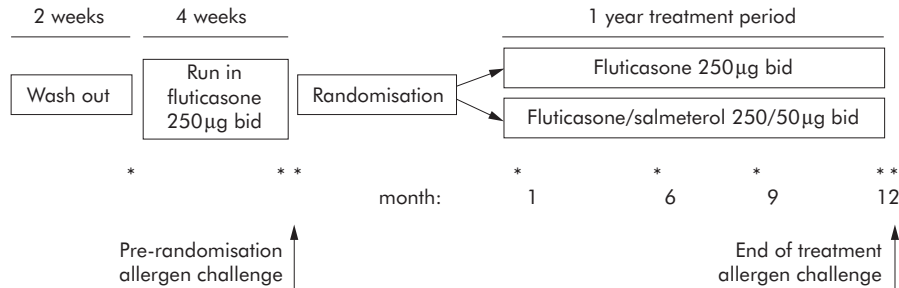 2 weeks
4 weeks
1 year treatment period
Wash out
Run in
fluticasone
250µg bid
Randomisation
Fluticasone 250µg bid
Fluticasone/salmeterol 250/50µg bid
* * * * * * * *
month: 1 6 9 12
Pre-randomisation
allergen challenge
End of treatment
allergen challenge